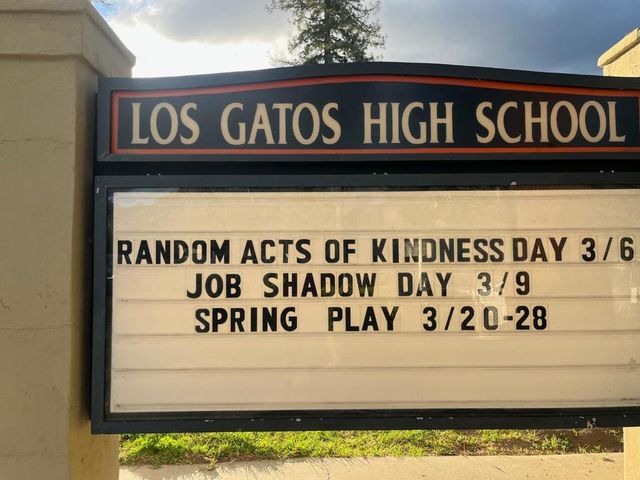 LOS GATOS HIGH SCHOOL
RANDOM ACTS OF KINDNESS DAY 3/6
JOB SHADOW DAY 3/9
SPRING PLAY 3/20-28